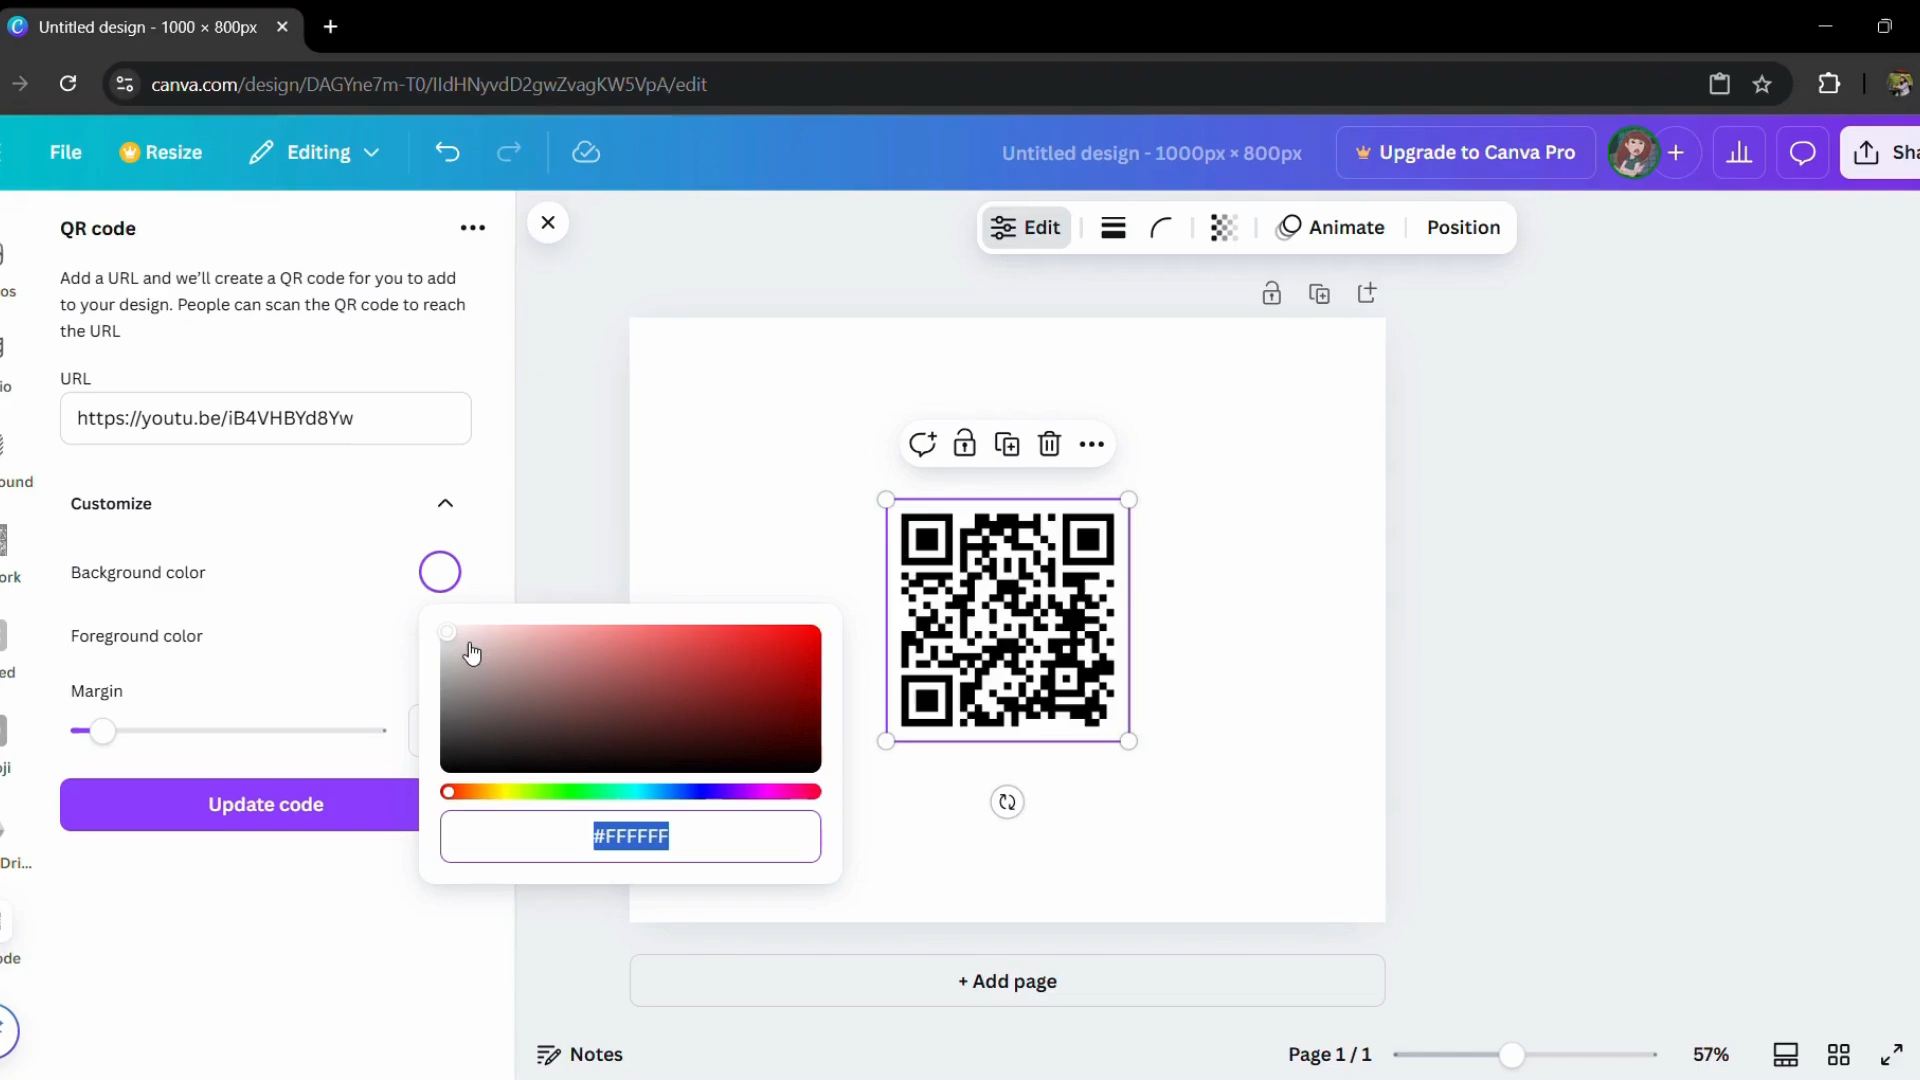 Untitled design - 1000 × 800px
canva.com/design/DAGYne7m-T0/IIdHNyvdD2gwZvagKW5VpA/edit
File
Resize
Editing
Untitled design - 1000px × 800px
Upgrade to Canva Pro
Sha
QR code
Edit
Animate
Position
Add a URL and we'll create a QR code for you to add
to your design. People can scan the QR code to reach
the URL
os
URL
io
https://youtu.be/iB4VHBYd8Yw
ound
Customize
Background color
ork
Foreground color
ed
Margin
oji
Update code
#FFFFFF
Dri...
ode
+ Add page
Notes
Page 1 / 1
57%